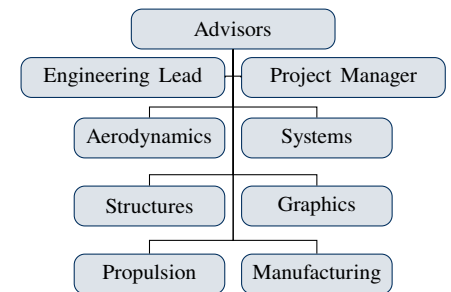 Advisors
Engineering Lead Project Manager
Aerodynamics Systems
Structures Graphics
Propulsion Manufacturing